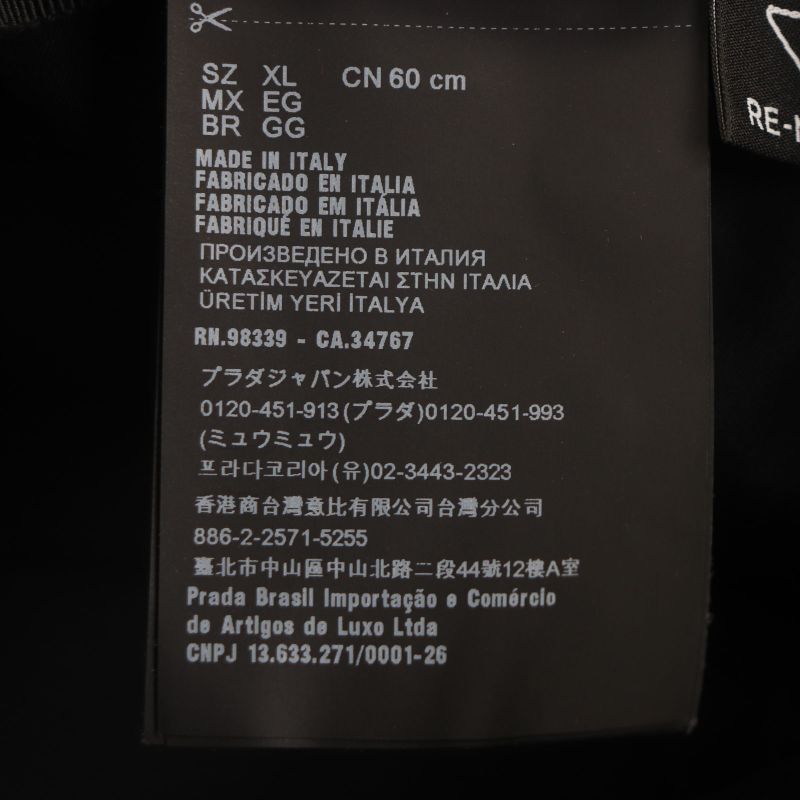 SZ XL CN 60 cm
MX EG
BR GG
MADE IN ITALY
FABRICADO EN ITALIA
FABRICADO EM ITÁLIA
FABRIQUÉ EN ITALIE
ПРОИЗВЕДЕНО В ИТАЛИЯ
ΚΑΤΑΣΚΕΥΑΖΕΤΑΙ ΣΤΗΝ ΙΤΑΛΙΑ
ÜRETİM YERİ İTALYA
RN.98339 - CA.34767
プラダジャパン株式会社
0120-451-913(プラダ)0120-451-993
(ミュウミュウ)
프라다코리아(유)02-3443-2323
香港商台灣意比有限公司台灣分公司
886-2-2571-5255
臺北市中山區中山北路二段44號12樓A室
Prada Brasil Importação e Comércio
de Artigos de Luxo Ltda
CNPJ 13.633.271/0001-26